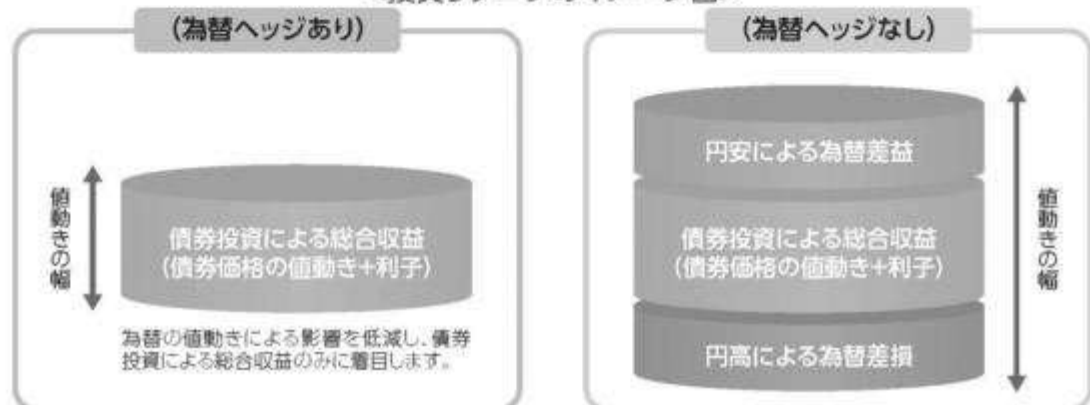 (為替ヘッジあり)
値動きの幅
債券投資による総合収益
(債券価格の値動き+利子)
為替の値動きによる影響を低減し、債券
投資による総合収益のみに着目します。
(為替ヘッジなし)
円安による為替差益
債券投資による総合収益
(債券価格の値動き+利子)
円高による為替差損
値動きの幅